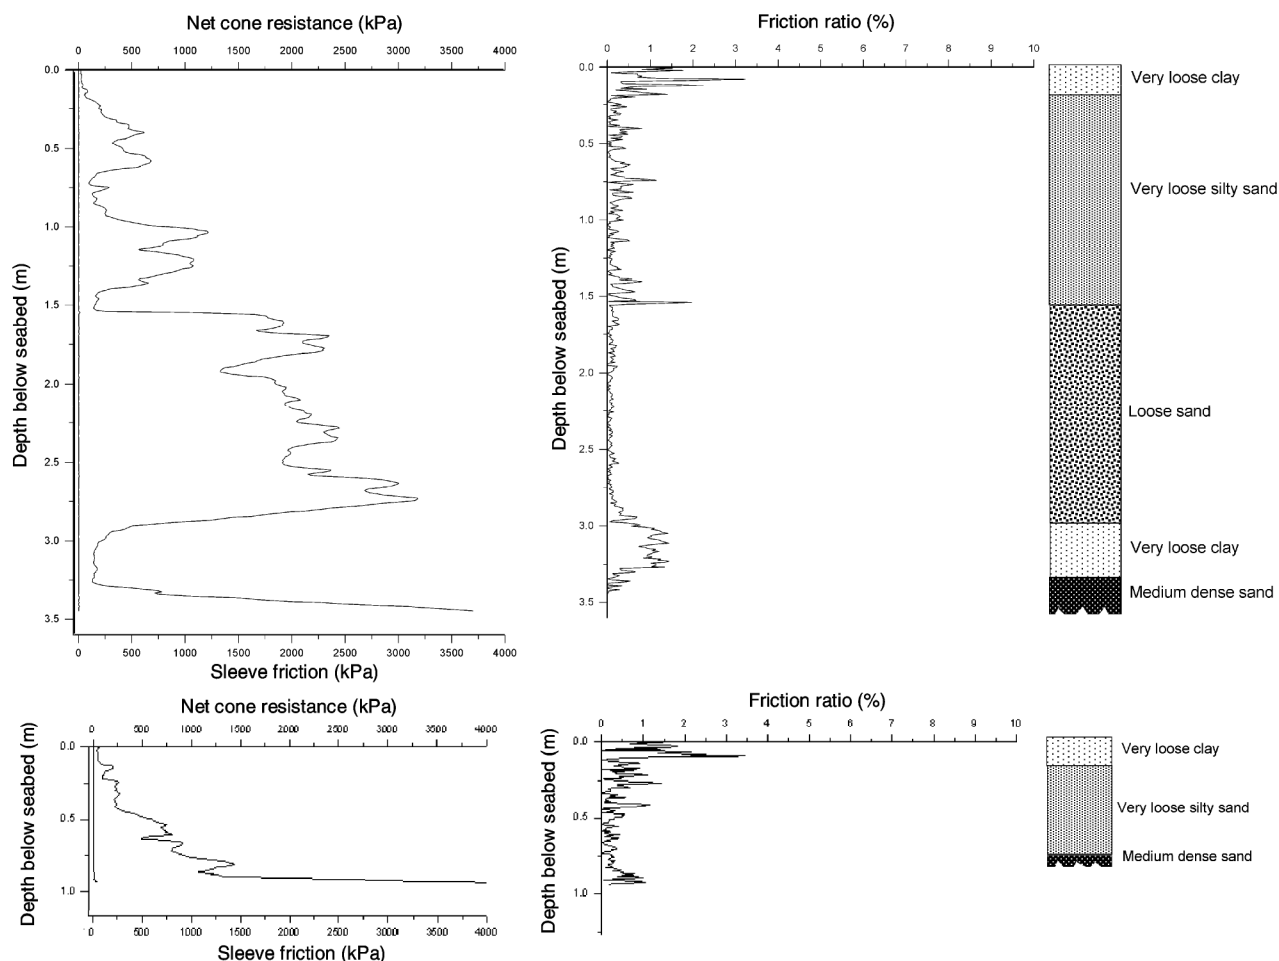 Net cone resistance (kPa)
0 500 1000 1500 2000 2500 3000 3500 4000
0.0
0.5
1.0
1.5
2.0
2.5
3.0
3.5
Depth below seabed (m)
0 500 1000 1500 2000 2500 3000 3500 4000
Sleeve friction (kPa)
Friction ratio (%)
0 1 2 3 4 5 6 7 8 9 10
0.0
0.5
1.0
1.5
2.0
2.5
3.0
3.5
Depth below seabed (m)
Very loose clay
Very loose silty sand
Loose sand
Very loose clay
Medium dense sand
Net cone resistance (kPa)
0 500 1000 1500 2000 2500 3000 3500 4000
0.0
0.5
1.0
Depth below seabed (m)
0 500 1000 1500 2000 2500 3000 3500 4000
Sleeve friction (kPa)
Friction ratio (%)
0 1 2 3 4 5 6 7 8 9 10
0.0
0.5
1.0
Depth below seabed (m)
Very loose clay
Very loose silty sand
Medium dense sand